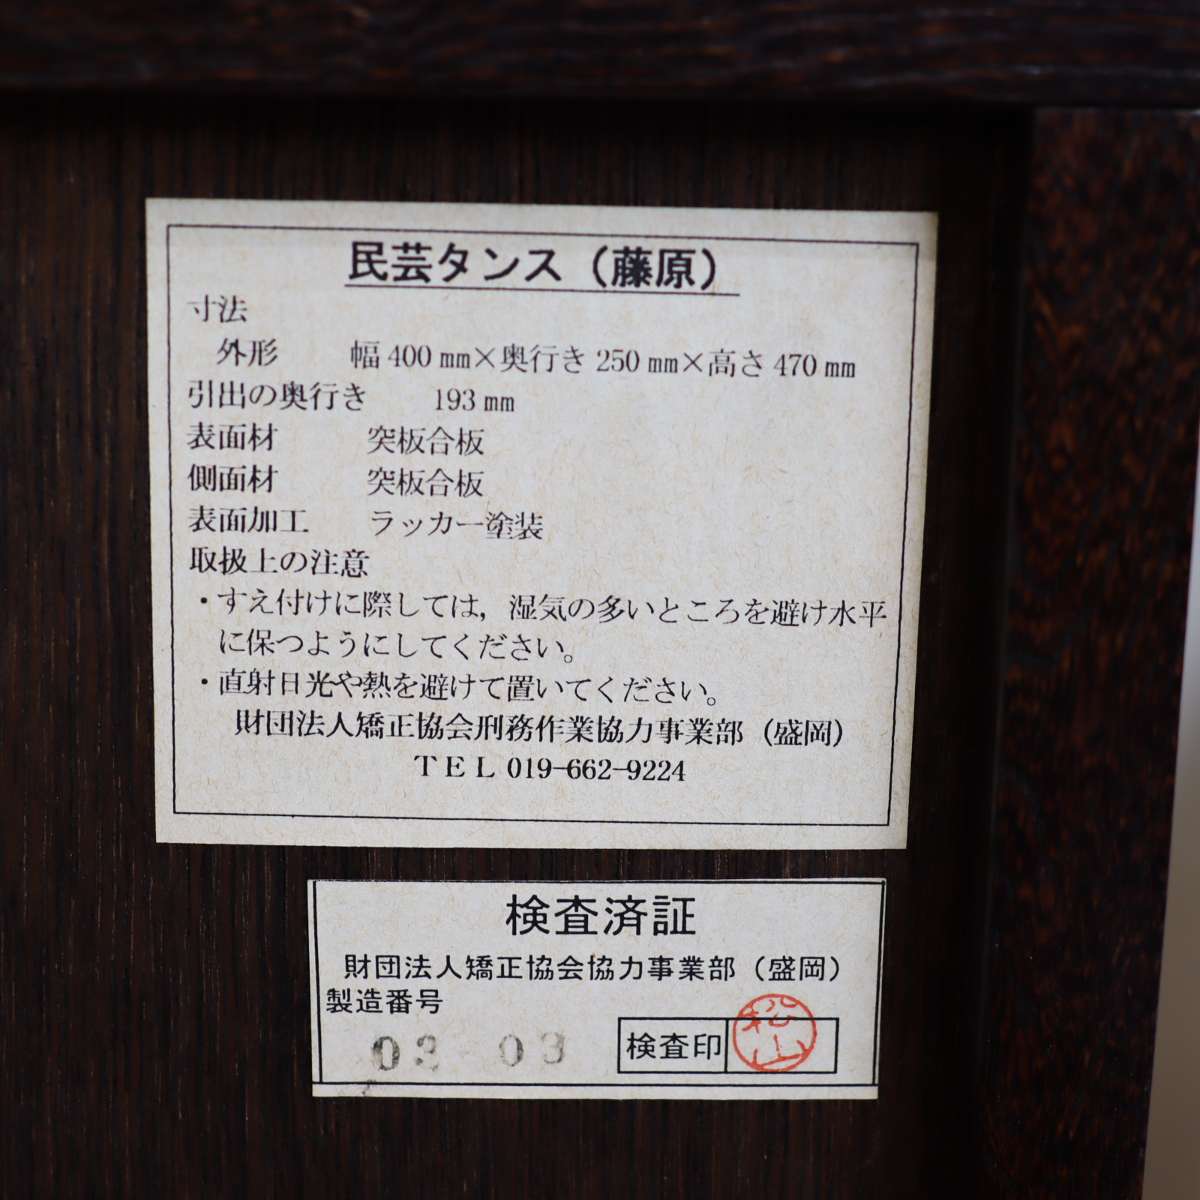 民芸タンス（藤原）
寸法
外形　幅 400 ㎜×奥行き 250 ㎜×高さ 470 ㎜
引出の奥行き　193 ㎜
表面材　突板合板
側面材　突板合板
表面加工　ラッカー塗装
取扱上の注意
・すえ付けに際しては，湿気の多いところを避け水平
に保つようにしてください。
・直射日光や熱を避けて置いてください。
財団法人矯正協会刑務作業協力事業部（盛岡）
ＴＥＬ 019-662-9224
検査済証
財団法人矯正協会協力事業部（盛岡）
製造番号
03 03
検査印 松山